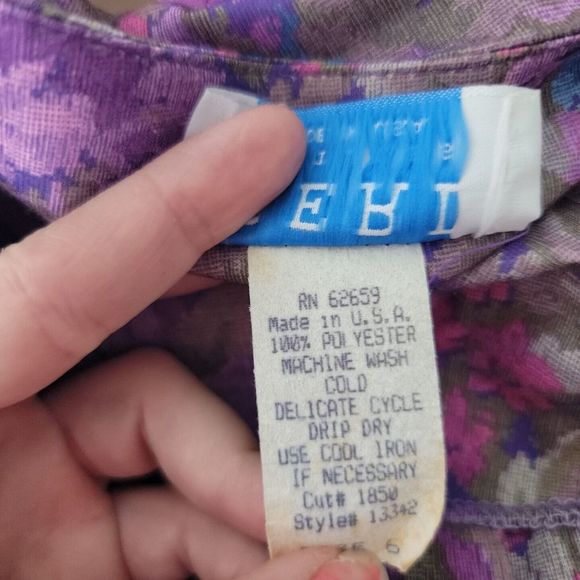 RN 62659
Made in U.S.A.
100% POLYESTER
MACHINE WASH
COLD
DELICATE CYCLE
DRIP DRY
USE COOL IRON
IF NECESSARY
Cut# 1850
Style# 13342
6